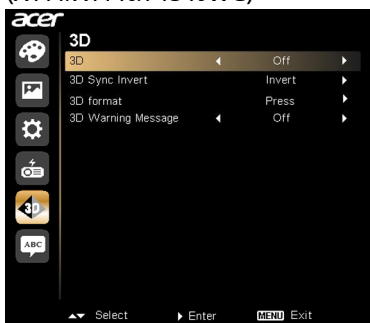 acer
3D
3D Off
3D Sync Invert Invert
3D format Press
3D Warning Message Off
3D
ABC
Select Enter MENU Exit